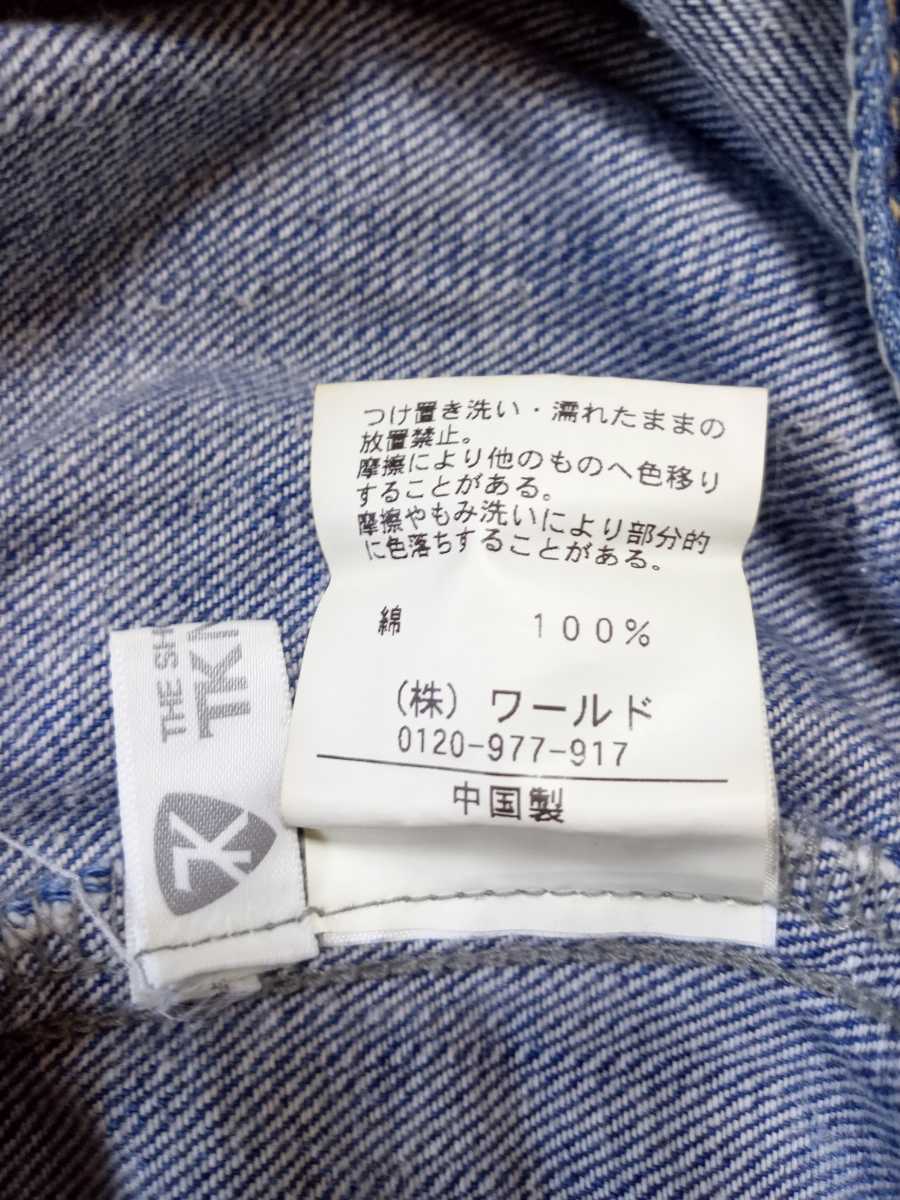 つけ置き洗い・濡れたままの
放置禁止。
摩擦により他のものへ色移り
することがある。
摩擦やもみ洗いにより部分的
に色落ちすることがある。
綿 100%
(株) ワールド
0120-977-917
中国製
THE SH
TK